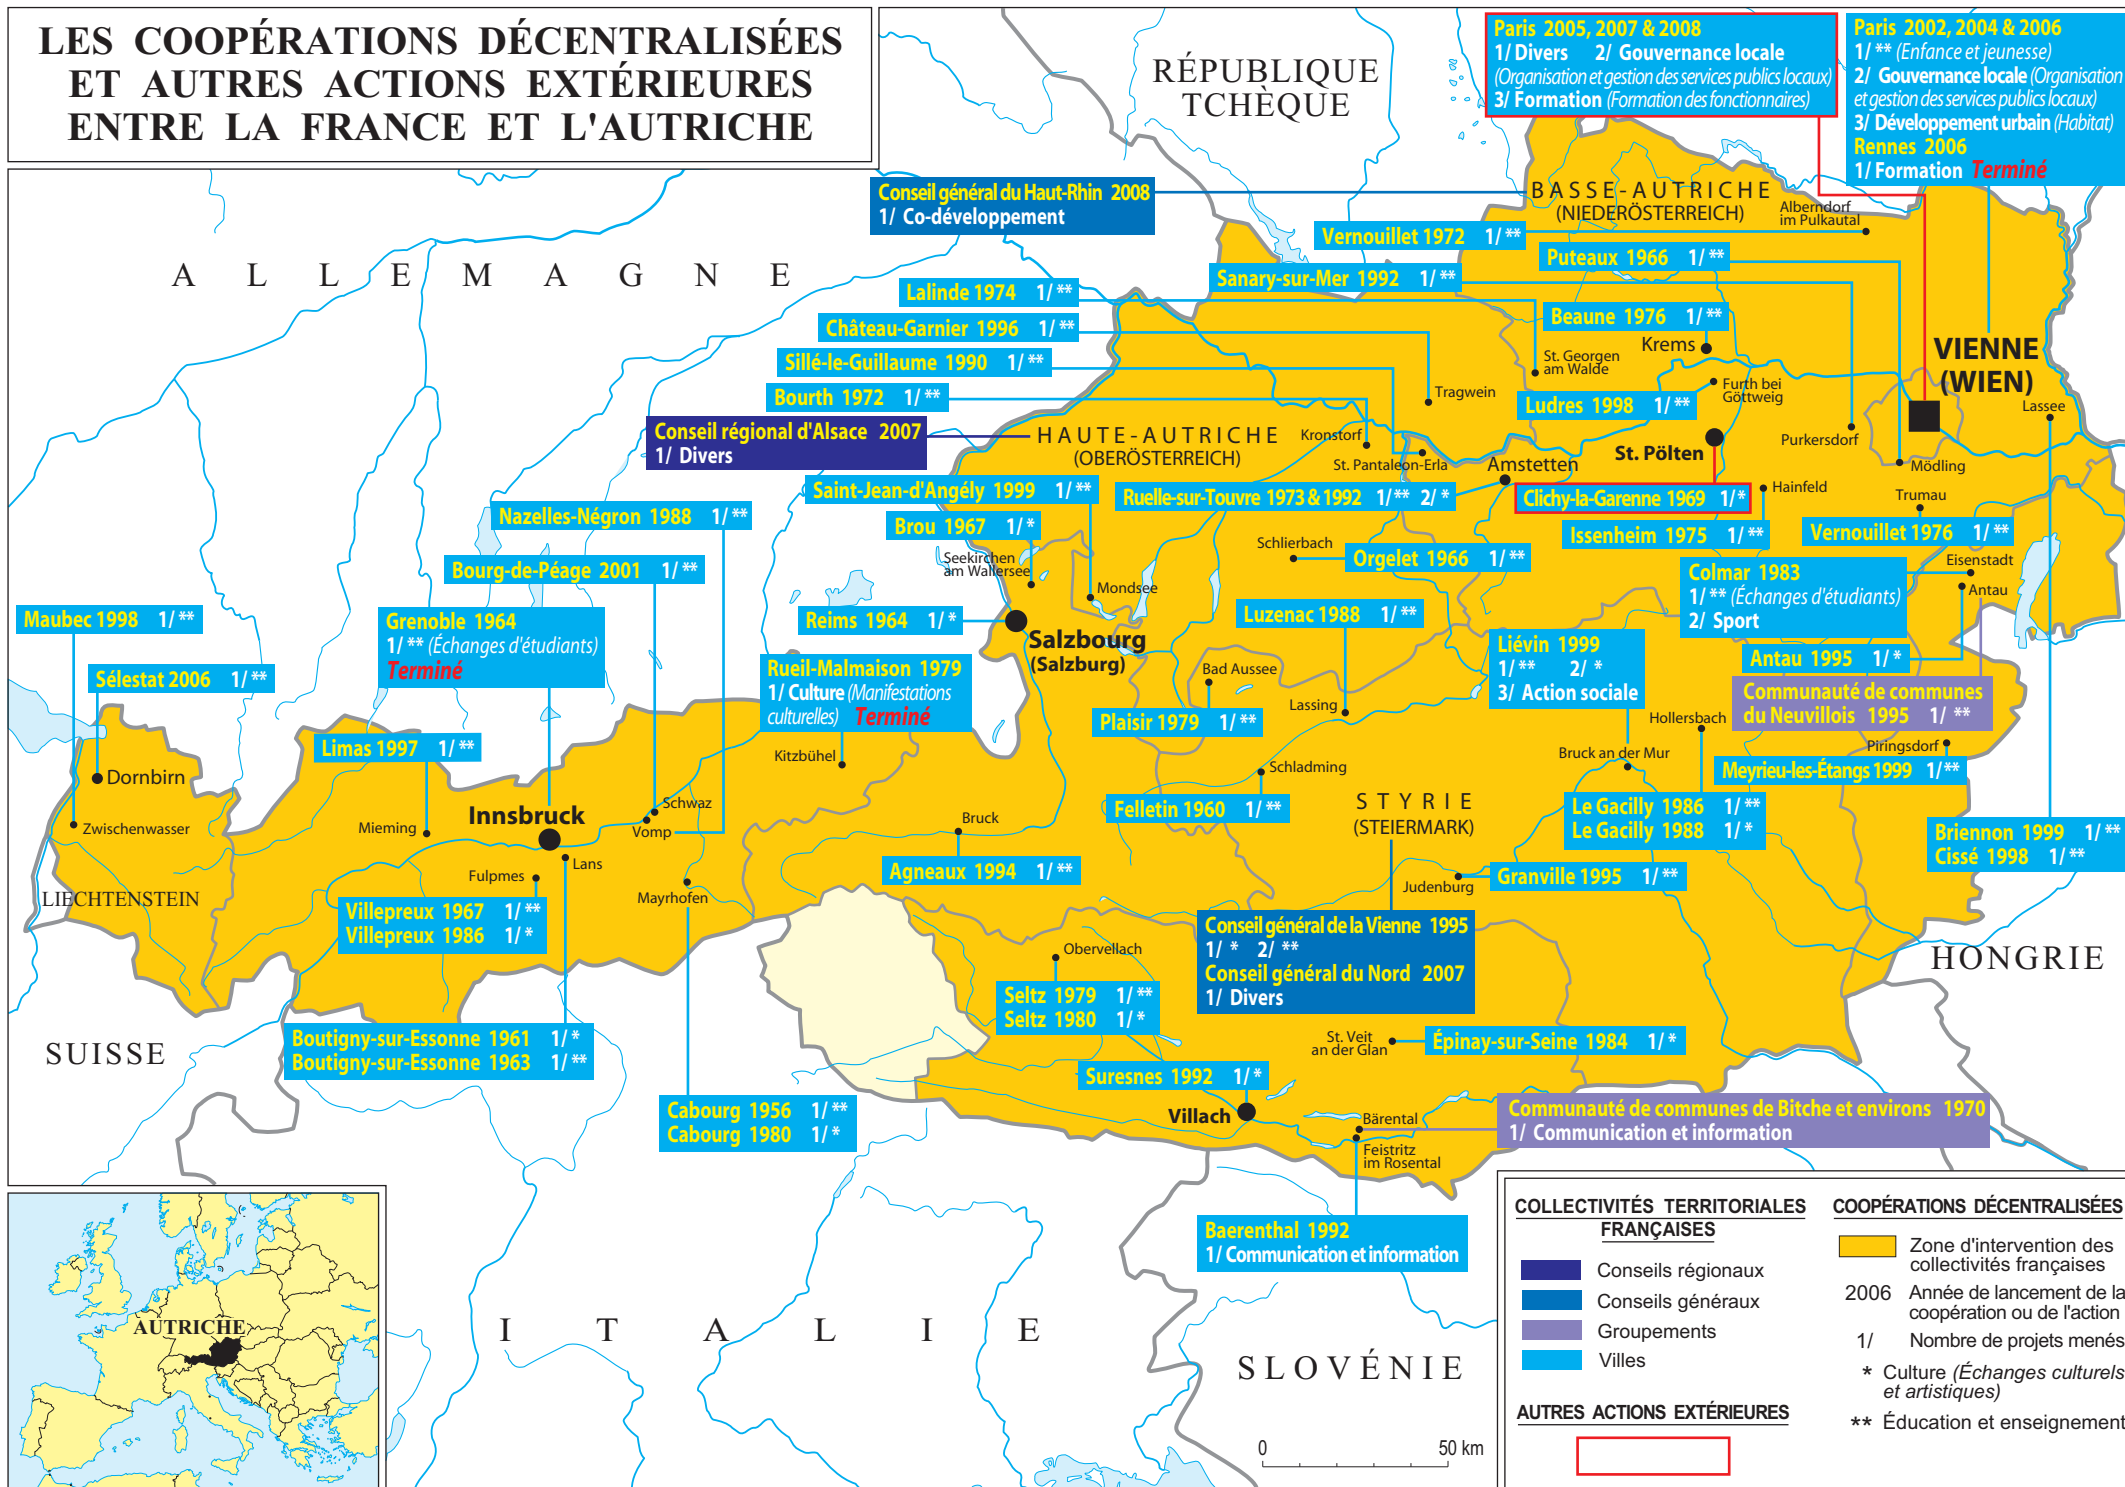 LES COOPÉRATIONS DÉCENTRALISÉES
ET AUTRES ACTIONS EXTÉRIEURES
ENTRE LA FRANCE ET L'AUTRICHE
RÉPUBLIQUE
TCHÈQUE
Paris 2005, 2007 & 2008
1/ Divers 2/ Gouvernance locale
(Organisation et gestion des services publics locaux)
3/ Formation (Formation des fonctionnaires)
Paris 2002, 2004 & 2006
1/ ** (Enfance et jeunesse)
2/ Gouvernance locale (Organisation
et gestion des services publics locaux)
3/ Développement urbain (Habitat)
Rennes 2006
1/ Formation Terminé
Conseil général du Haut-Rhin 2008
1/ Co-développement
BASSE-AUTRICHE
(NIEDERÖSTERREICH)
Alberndorf
im Pulkautal
Vernouillet 1972 1/ **
Puteaux 1966 1/ **
ALLEMAGNE
Sanary-sur-Mer 1992 1/ **
Lalinde 1974 1/ **
Château-Garnier 1996 1/ **
Beaune 1976 1/ **
Krems
Sillé-le-Guillaume 1990 1/ **
St. Georgen
am Walde
VIENNE
(WIEN)
Bourth 1972 1/ **
Tragwein
Furth bei
Göttweig
Ludres 1998 1/ **
Lassee
Conseil régional d'Alsace 2007
1/ Divers
HAUTE-AUTRICHE
(OBERÖSTERREICH)
Kronstorf
St. Pantaleon-Erla
Amstetten
St. Pölten
Purkersdorf
Mödling
Saint-Jean-d'Angély 1999 1/ **
Ruelle-sur-Touvre 1973 & 1992 1/ ** 2/ *
Clichy-la-Garenne 1969 1/ *
Hainfeld
Trumau
Nazelles-Négron 1988 1/ **
Brou 1967 1/ *
Issenheim 1975 1/ **
Vernouillet 1976 1/ **
Seekirchen
am Wallersee
Schlierbach
Orgelet 1966 1/ **
Eisenstadt
Bourg-de-Péage 2001 1/ **
Mondsee
Colmar 1983
1/ ** (Échanges d'étudiants)
2/ Sport
Antau
Maubec 1998 1/ **
Grenoble 1964
1/ ** (Échanges d'étudiants)
Terminé
Reims 1964 1/ *
Salzbourg
(Salzburg)
Luzenac 1988 1/ **
Liévin 1999
1/ ** 2/ *
3/ Action sociale
Antau 1995 1/ *
Sélestat 2006 1/ **
Rueil-Malmaison 1979
1/ Culture (Manifestations
culturelles) Terminé
Bad Aussee
Lassing
Communauté de communes
du Neuvillois 1995 1/ **
Plaisir 1979 1/ **
Hollersbach
Limas 1997 1/ **
Kitzbühel
Bruck an der Mur
Piringsdorf
Dornbirn
Schladming
Meyrieu-les-Étangs 1999 1/ **
Zwischenwasser
Mieming
Innsbruck
Schwaz
Vomp
Bruck
Felletin 1960 1/ **
STYRIE
(STEIERMARK)
Le Gacilly 1986 1/ **
Le Gacilly 1988 1/ *
Briennon 1999 1/ **
Cissé 1998 1/ **
Lans
Fulpmes
Mayrhofen
Agneaux 1994 1/ **
Judenburg
Granville 1995 1/ **
LIECHTENSTEIN
Villepreux 1967 1/ **
Villepreux 1986 1/ *
Conseil général de la Vienne 1995
1/ * 2/ **
Conseil général du Nord 2007
1/ Divers
Obervellach
HONGRIE
Seltz 1979 1/ **
Seltz 1980 1/ *
SUISSE
Boutigny-sur-Essonne 1961 1/ *
Boutigny-sur-Essonne 1963 1/ **
St. Veit
an der Glan
Épinay-sur-Seine 1984 1/ *
Suresnes 1992 1/ *
Cabourg 1956 1/ **
Cabourg 1980 1/ *
Villach
Bärental
Communauté de communes de Bitche et environs 1970
1/ Communication et information
Feistritz
im Rosental
Baerenthal 1992
1/ Communication et information
ITALIE
SLOVÉNIE
AUTRICHE
0 50 km
COLLECTIVITÉS TERRITORIALES
FRANÇAISES
Conseils régionaux
Conseils généraux
Groupements
Villes
AUTRES ACTIONS EXTÉRIEURES
COOPÉRATIONS DÉCENTRALISÉES
Zone d'intervention des
collectivités françaises
2006 Année de lancement de la
coopération ou de l'action
1/ Nombre de projets menés
* Culture (Échanges culturels
et artistiques)
** Éducation et enseignement